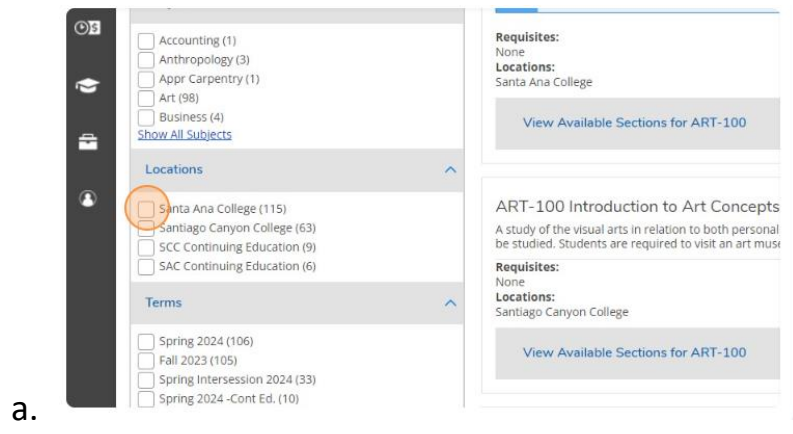 Accounting (1)
Anthropology (3)
Appr Carpentry (1)
Art (98)
Business (4)
Show All Subjects
Locations
Santa Ana College (115)
Santiago Canyon College (63)
SCC Continuing Education (9)
SAC Continuing Education (6)
Terms
Spring 2024 (106)
Fall 2023 (105)
Spring Intersession 2024 (33)
Spring 2024 -Cont Ed. (10)
Requisites:
None
Locations:
Santa Ana College
View Available Sections for ART-100
ART-100 Introduction to Art Concepts
A study of the visual arts in relation to both personal
be studied. Students are required to visit an art muse
Requisites:
None
Locations:
Santiago Canyon College
View Available Sections for ART-100
a.